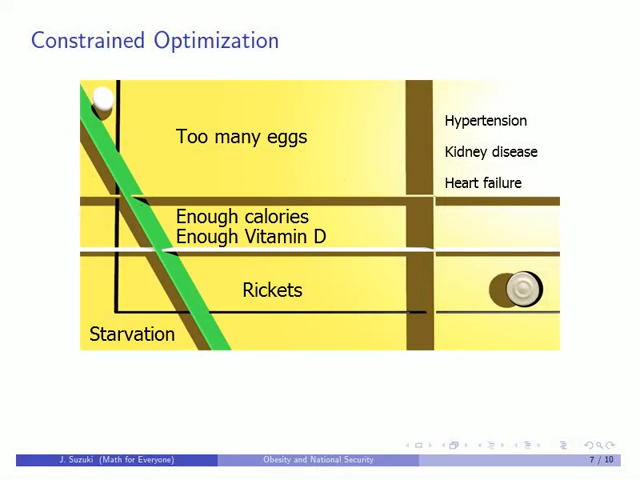 Constrained Optimization
Too many eggs
Hypertension
Kidney disease
Heart failure
Enough calories
Enough Vitamin D
Rickets
Starvation
J. Suzuki (Math for Everyone)
Obesity and National Security
7 / 10